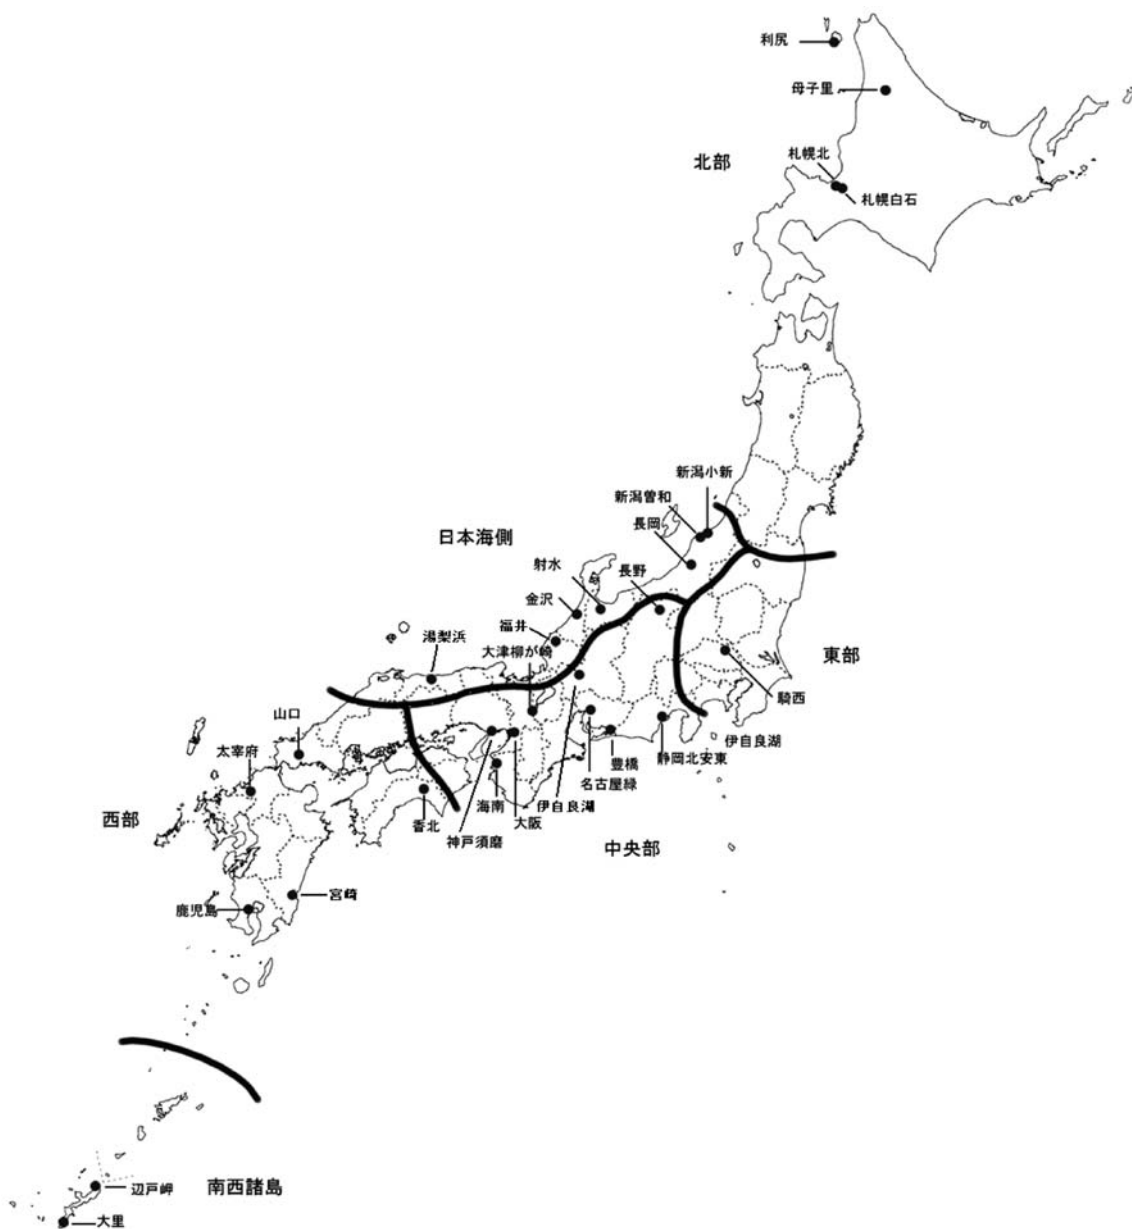 利尻
母子里
札幌北
北部
札幌白石
新潟小新
新潟曽和
長岡
日本海側
射水
長野
金沢
福井
湯梨浜
大津柳が崎
東部
騎西
山口
伊自良湖
太宰府
静岡北安東
豊橋
名古屋緑
海南
伊自良湖
西部
香北
大阪
神戸須磨
中央部
宮崎
鹿児島
辺戸岬
南西諸島
大里